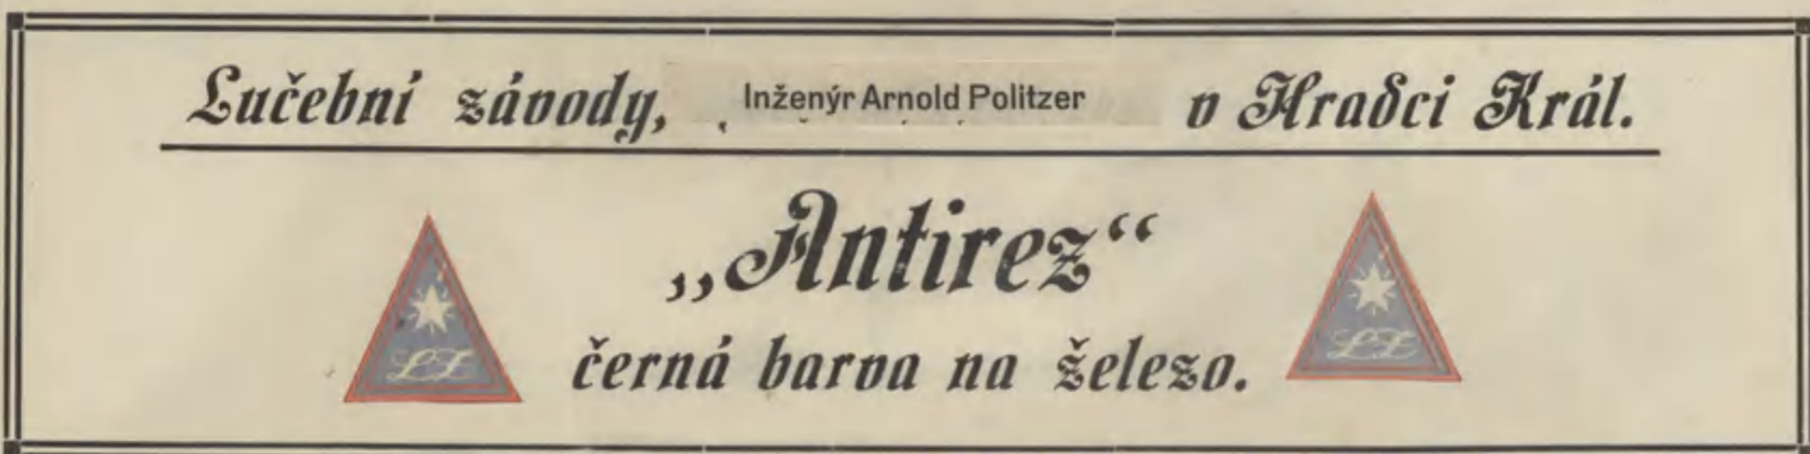 Lučební závody, Inženýr Arnold Politzer v Hradci Král.
„Antirez“
černá barva na železo.